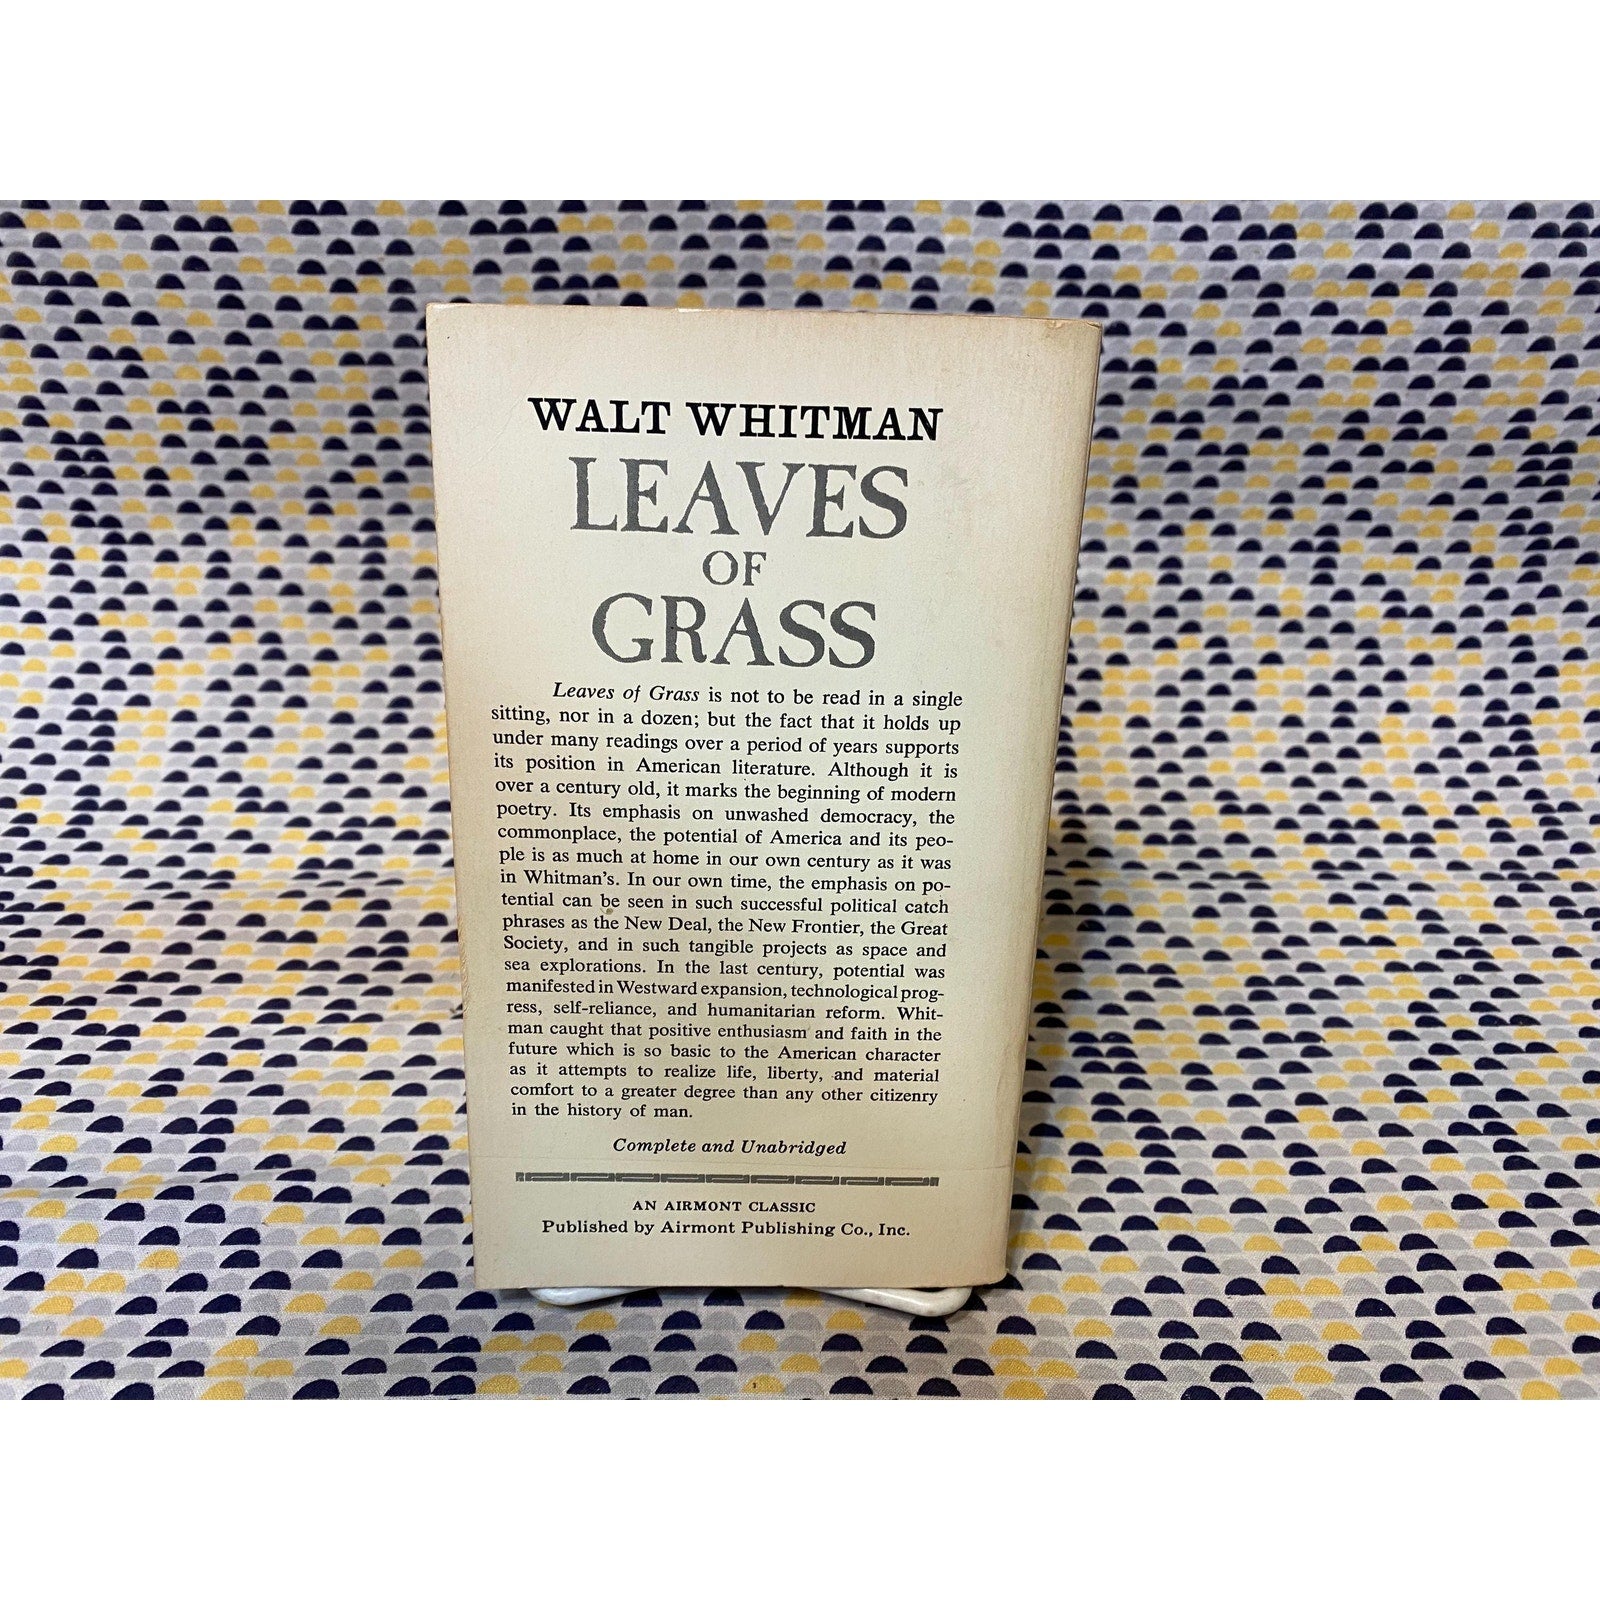 WALT WHITMAN
LEAVES
OF
GRASS
Leaves of Grass is not to be read in a single
sitting, nor in a dozen; but the fact that it holds up
under many readings over a period of years supports
its position in American literature. Although it is
over a century old, it marks the beginning of modern
poetry. Its emphasis on unwashed democracy, the
commonplace, the potential of America and its peo-
ple is as much at home in our own century as it was
in Whitman's. In our own time, the emphasis on po-
tential can be seen in such successful political catch
phrases as the New Deal, the New Frontier, the Great
Society, and in such tangible projects as space and
sea explorations. In the last century, potential was
manifested in Westward expansion, technological prog-
ress, self-reliance, and humanitarian reform. Whit-
man caught that positive enthusiasm and faith in the
future which is so basic to the American character
as it attempts to realize life, liberty, and material
comfort to a greater degree than any other citizenry
in the history of man.
Complete and Unabridged
AN AIRMONT CLASSIC
Published by Airmont Publishing Co., Inc.